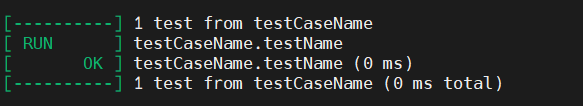 [----------] 1 test from testCaseName
[ RUN      ] testCaseName.testName
[       OK ] testCaseName.testName (0 ms)
[----------] 1 test from testCaseName (0 ms total)